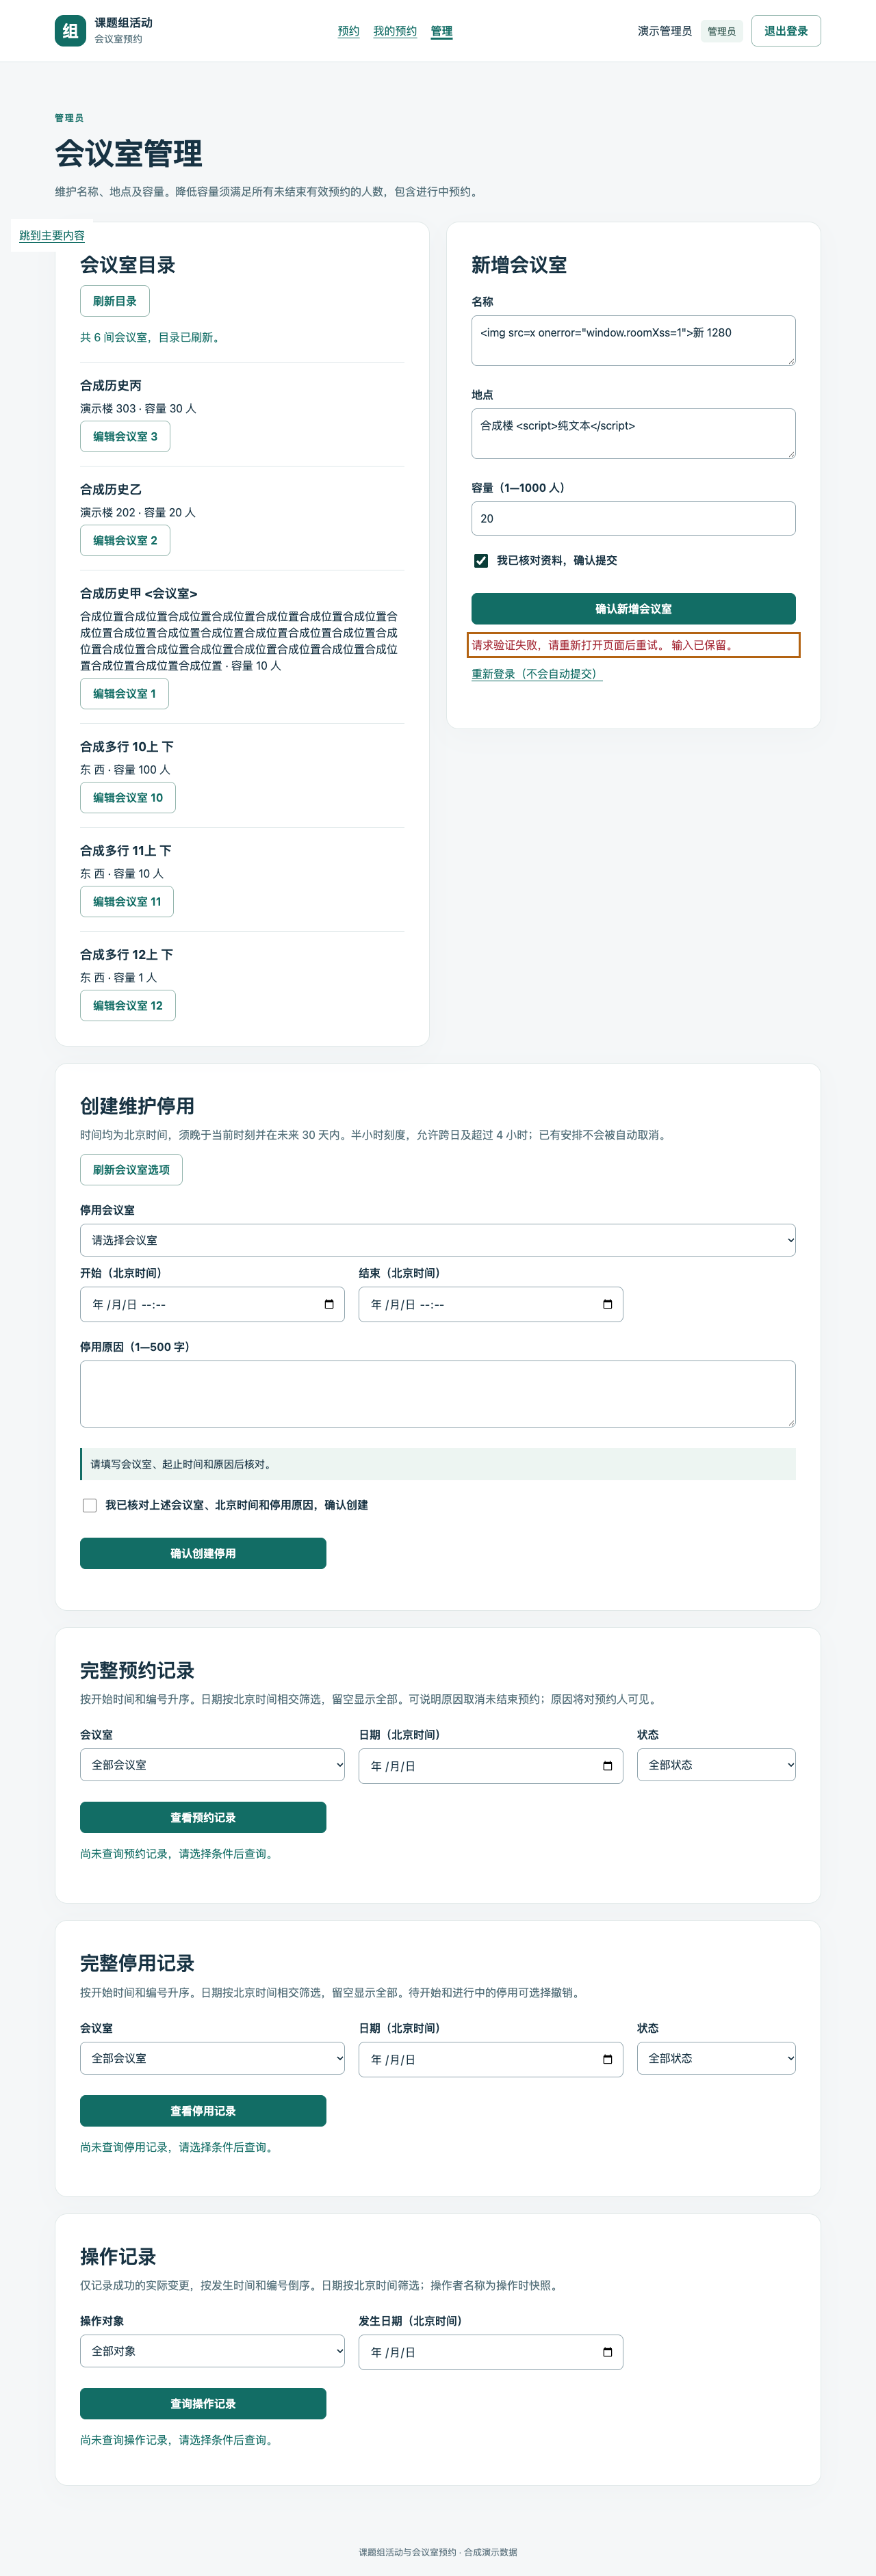 组
课题组活动
会议室预约
预约 我的预约 管理
演示管理员 管理员 退出登录
管理员
会议室管理
维护名称、地点及容量。降低容量须满足所有未结束有效预约的人数，包含进行中预约。
跳到主要内容
会议室目录
刷新目录
共 6 间会议室，目录已刷新。
合成历史丙
演示楼 303 · 容量 30 人
编辑会议室 3
合成历史乙
演示楼 202 · 容量 20 人
编辑会议室 2
合成历史甲 <会议室>
合成位置合成位置合成位置合成位置合成位置合成位置合成位置合
成位置合成位置合成位置合成位置合成位置合成位置合成位置合成
位置合成位置合成位置合成位置合成位置合成位置合成位置合成位
置合成位置合成位置合成位置 · 容量 10 人
编辑会议室 1
合成多行 10上 下
东 西 · 容量 100 人
编辑会议室 10
合成多行 11上 下
东 西 · 容量 10 人
编辑会议室 11
合成多行 12上 下
东 西 · 容量 1 人
编辑会议室 12
新增会议室
名称
<img src=x onerror="window.roomXss=1">新 1280
地点
合成楼 <script>纯文本</script>
容量（1—1000 人）
20
我已核对资料，确认提交
确认新增会议室
请求验证失败，请重新打开页面后重试。 输入已保留。
重新登录（不会自动提交）
创建维护停用
时间均为北京时间，须晚于当前时刻并在未来 30 天内。半小时刻度，允许跨日及超过 4 小时；已有安排不会被自动取消。
刷新会议室选项
停用会议室
请选择会议室
开始（北京时间） 结束（北京时间）
年 /月/日 --:-- 年 /月/日 --:--
停用原因（1—500 字）
请填写会议室、起止时间和原因后核对。
我已核对上述会议室、北京时间和停用原因，确认创建
确认创建停用
完整预约记录
按开始时间和编号升序。日期按北京时间相交筛选，留空显示全部。可说明原因取消未结束预约；原因将对预约人可见。
会议室 日期（北京时间） 状态
全部会议室 年 /月/日 全部状态
查看预约记录
尚未查询预约记录，请选择条件后查询。
完整停用记录
按开始时间和编号升序。日期按北京时间相交筛选，留空显示全部。待开始和进行中的停用可选择撤销。
会议室 日期（北京时间） 状态
全部会议室 年 /月/日 全部状态
查看停用记录
尚未查询停用记录，请选择条件后查询。
操作记录
仅记录成功的实际变更，按发生时间和编号倒序。日期按北京时间筛选；操作者名称为操作时快照。
操作对象 发生日期（北京时间）
全部对象 年 /月/日
查询操作记录
尚未查询操作记录，请选择条件后查询。
课题组活动与会议室预约 · 合成演示数据